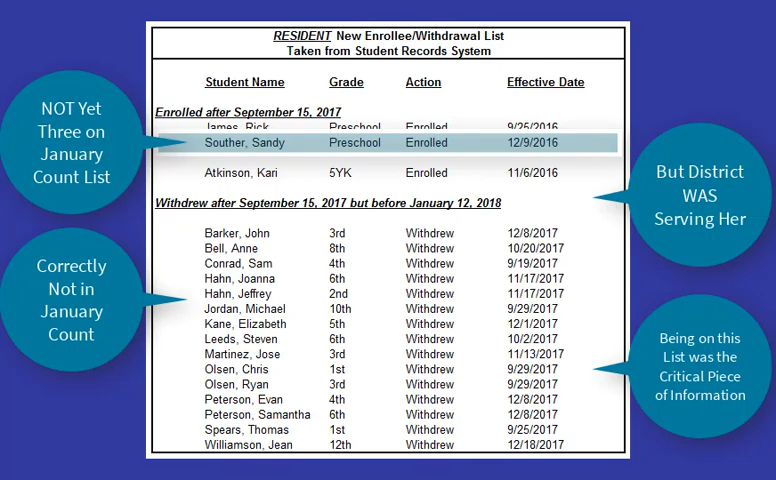 RESIDENT New Enrollee/Withdrawal List
Taken from Student Records System
Student Name Grade Action Effective Date
Enrolled after September 15, 2017
James, Rick Preschool Enrolled 9/25/2016
Souther, Sandy Preschool Enrolled 12/9/2016
Atkinson, Kari 5YK Enrolled 11/6/2016
Withdrew after September 15, 2017 but before January 12, 2018
Barker, John 3rd Withdrew 12/8/2017
Bell, Anne 8th Withdrew 10/20/2017
Conrad, Sam 4th Withdrew 9/19/2017
Hahn, Joanna 6th Withdrew 11/17/2017
Hahn, Jeffrey 2nd Withdrew 11/17/2017
Jordan, Michael 10th Withdrew 9/29/2017
Kane, Elizabeth 5th Withdrew 12/1/2017
Leeds, Steven 6th Withdrew 10/2/2017
Martinez, Jose 3rd Withdrew 11/13/2017
Olsen, Chris 1st Withdrew 9/29/2017
Olsen, Ryan 3rd Withdrew 9/29/2017
Peterson, Evan 4th Withdrew 12/8/2017
Peterson, Samantha 6th Withdrew 12/8/2017
Spears, Thomas 1st Withdrew 9/25/2017
Williamson, Jean 12th Withdrew 12/18/2017
NOT Yet
Three on
January
Count List
Correctly
Not in
January
Count
But District
WAS
Serving Her
Being on this
List was the
Critical Piece
of Information